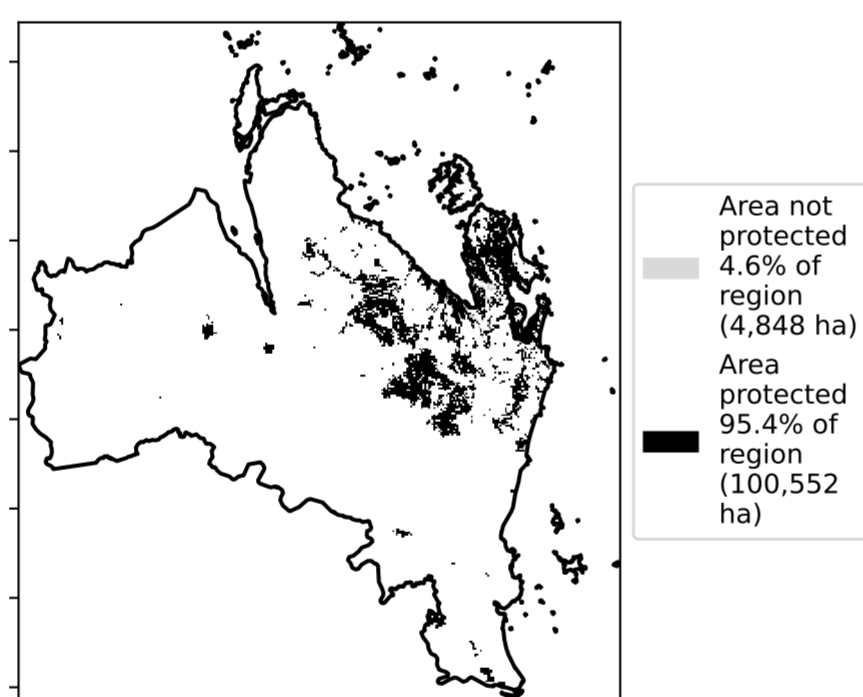 Area not
protected
4.6% of
region
(4,848 ha)
Area
protected
95.4% of
region
(100,552
ha)